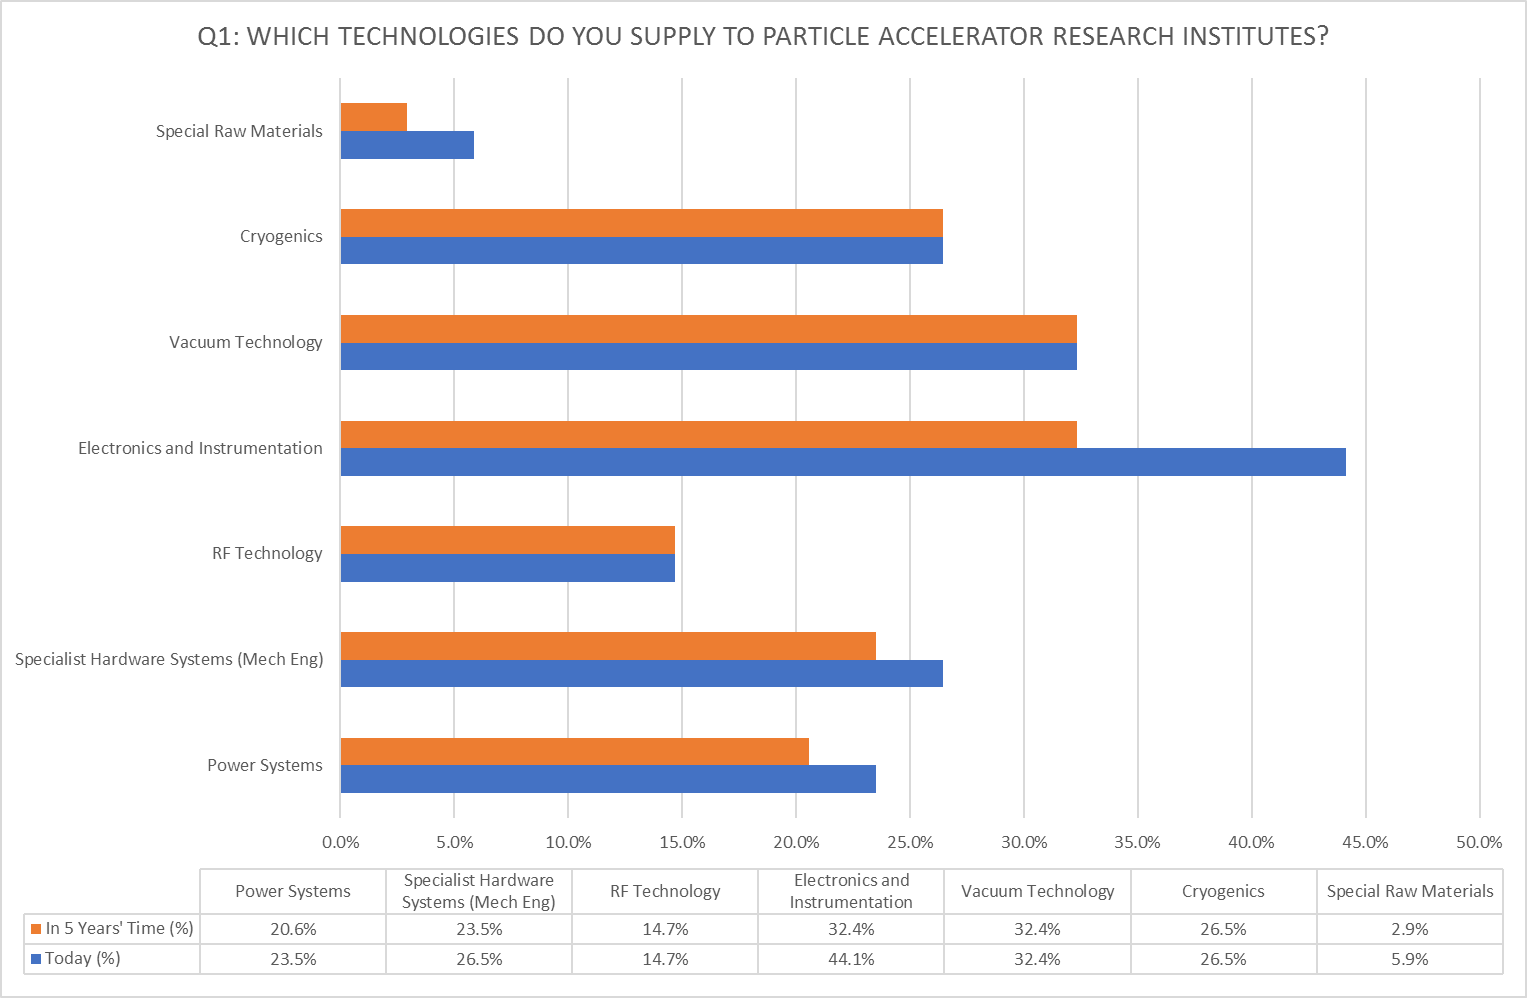 Q1: WHICH TECHNOLOGIES DO YOU SUPPLY TO PARTICLE ACCELERATOR RESEARCH INSTITUTES?
Special Raw Materials
Cryogenics
Vacuum Technology
Electronics and Instrumentation
RF Technology
Specialist Hardware Systems (Mech Eng)
Power Systems
0.0% 5.0% 10.0% 15.0% 20.0% 25.0% 30.0% 35.0% 40.0% 45.0% 50.0%
Power Systems Specialist Hardware Systems (Mech Eng) RF Technology Electronics and Instrumentation Vacuum Technology Cryogenics Special Raw Materials
In 5 Years' Time (%) 20.6% 23.5% 14.7% 32.4% 32.4% 26.5% 2.9%
Today (%) 23.5% 26.5% 14.7% 44.1% 32.4% 26.5% 5.9%